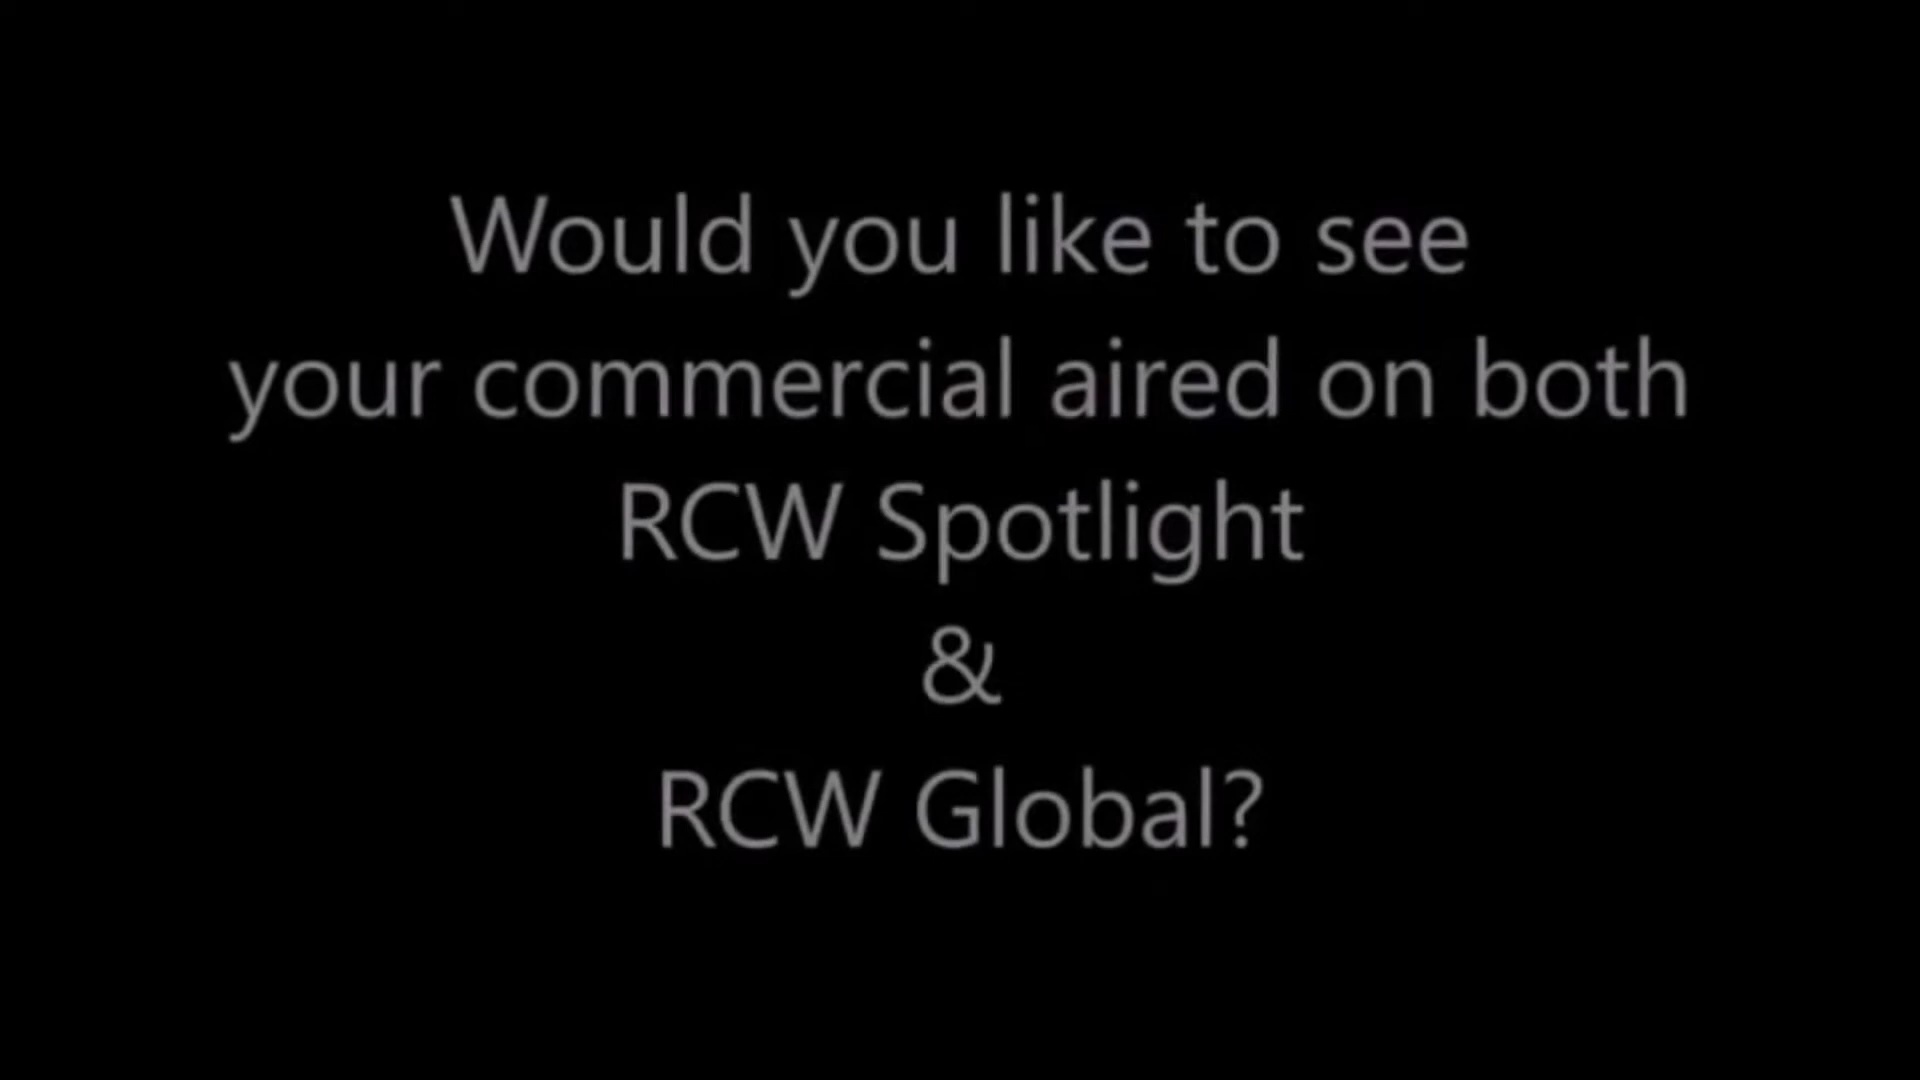 Would you like to see
your commercial aired on both
RCW Spotlight
&
RCW Global?